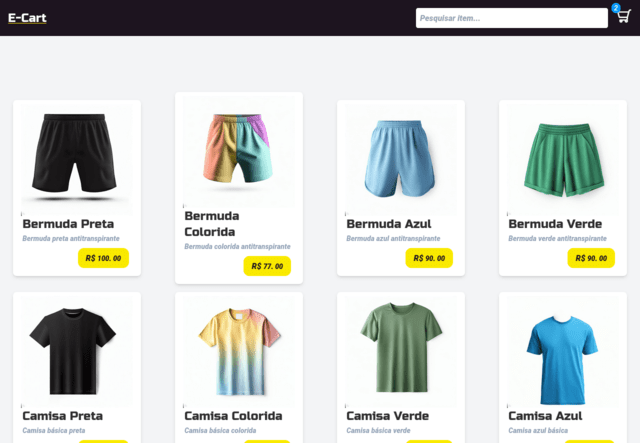 E-Cart
Pesquisar item...
2
Bermuda Preta
Bermuda preta antitranspirante
R$ 100. 00
Bermuda
Colorida
Bermuda colorida antitranspirante
R$ 77. 00
Bermuda Azul
Bermuda azul antitranspirante
R$ 90. 00
Bermuda Verde
Bermuda verde antitranspirante
R$ 90. 00
Camisa Preta
Camisa básica preta
Camisa Colorida
Camisa básica colorida
Camisa Verde
Camisa básica verde
Camisa Azul
Camisa azul básica